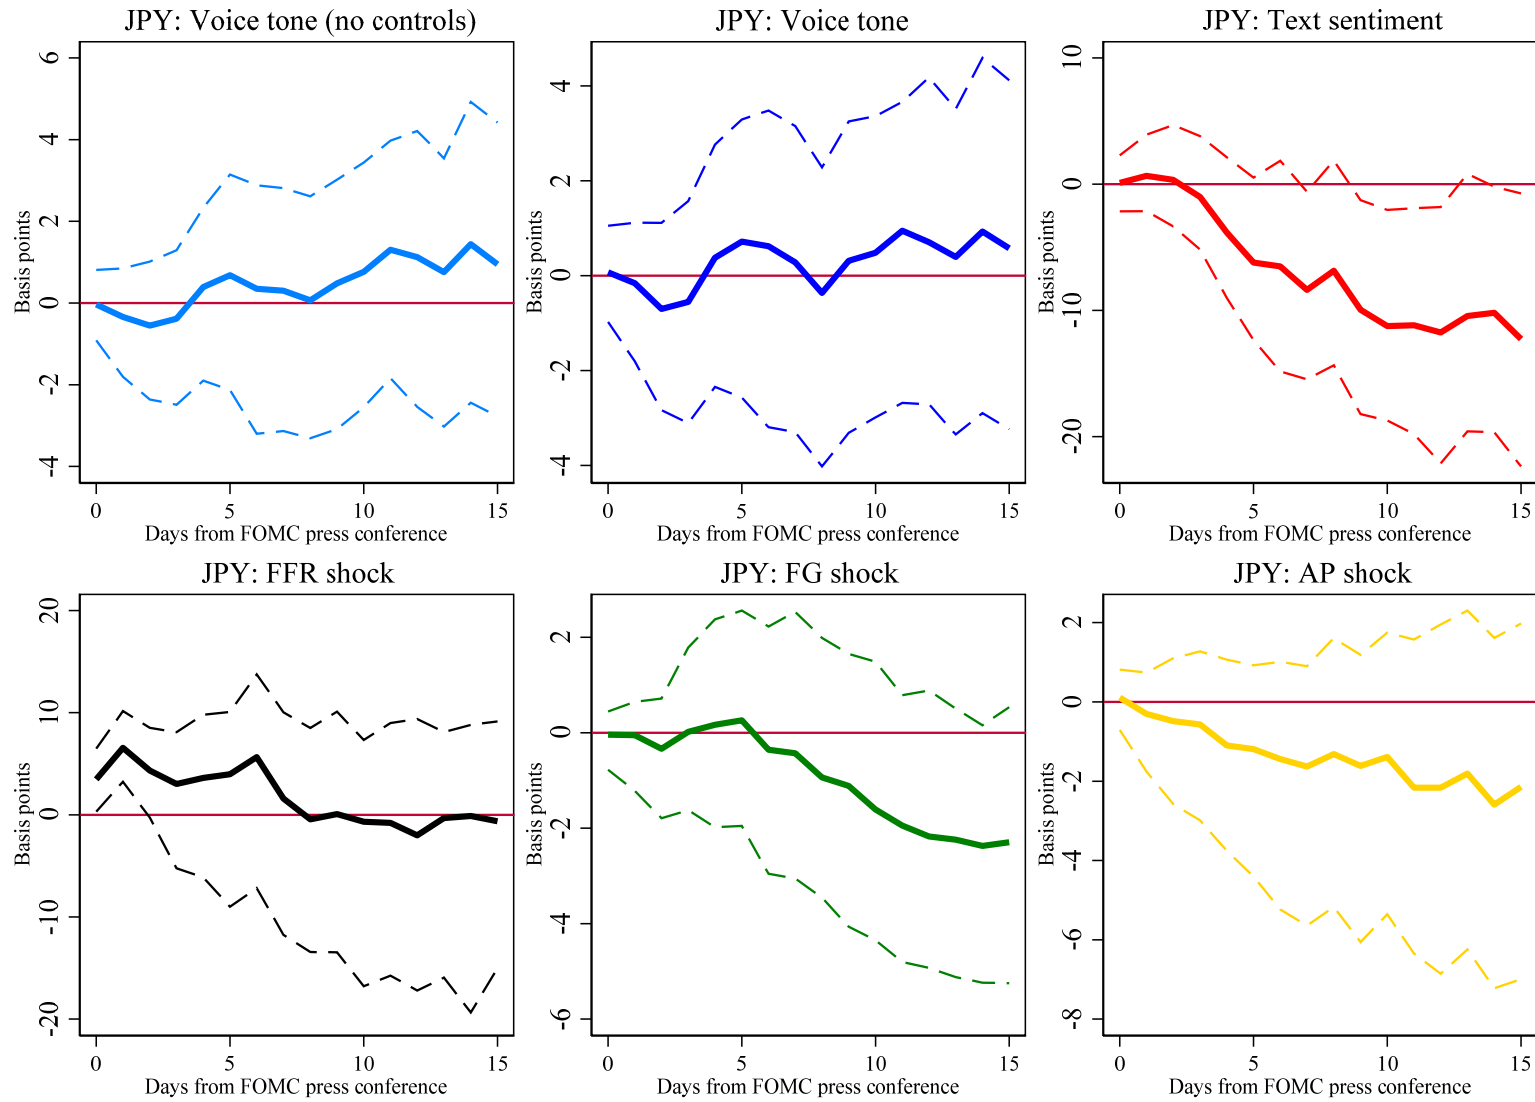 JPY: Voice tone (no controls)
Basis points
6
4
2
0
-2
-4
0 5 10 15
Days from FOMC press conference
JPY: Voice tone
Basis points
4
2
0
-2
-4
0 5 10 15
Days from FOMC press conference
JPY: Text sentiment
Basis points
10
0
-10
-20
0 5 10 15
Days from FOMC press conference
JPY: FFR shock
Basis points
20
10
0
-10
-20
0 5 10 15
Days from FOMC press conference
JPY: FG shock
Basis points
2
0
-2
-4
-6
0 5 10 15
Days from FOMC press conference
JPY: AP shock
Basis points
2
0
-2
-4
-6
-8
0 5 10 15
Days from FOMC press conference